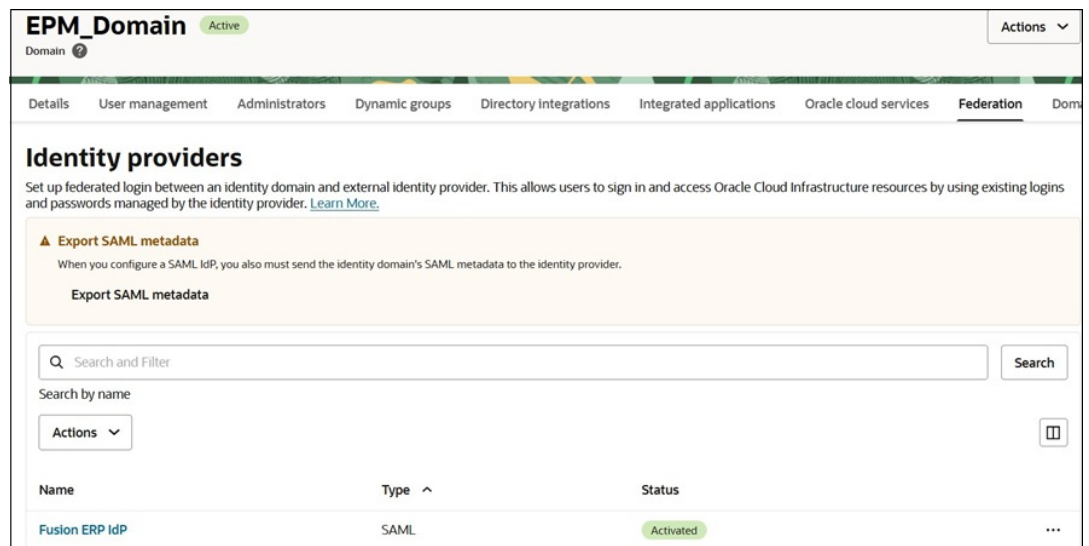 EPM_Domain Active
Actions
Domain ?
Details User management Administrators Dynamic groups Directory integrations Integrated applications Oracle cloud services Federation Doma
Identity providers
Set up federated login between an identity domain and external identity provider. This allows users to sign in and access Oracle Cloud Infrastructure resources by using existing logins
and passwords managed by the identity provider. Learn More.
Export SAML metadata
When you configure a SAML IdP, you also must send the identity domain's SAML metadata to the identity provider.
Export SAML metadata
Search and Filter
Search
Search by name
Actions
Name Type Status
Fusion ERP IdP SAML Activated